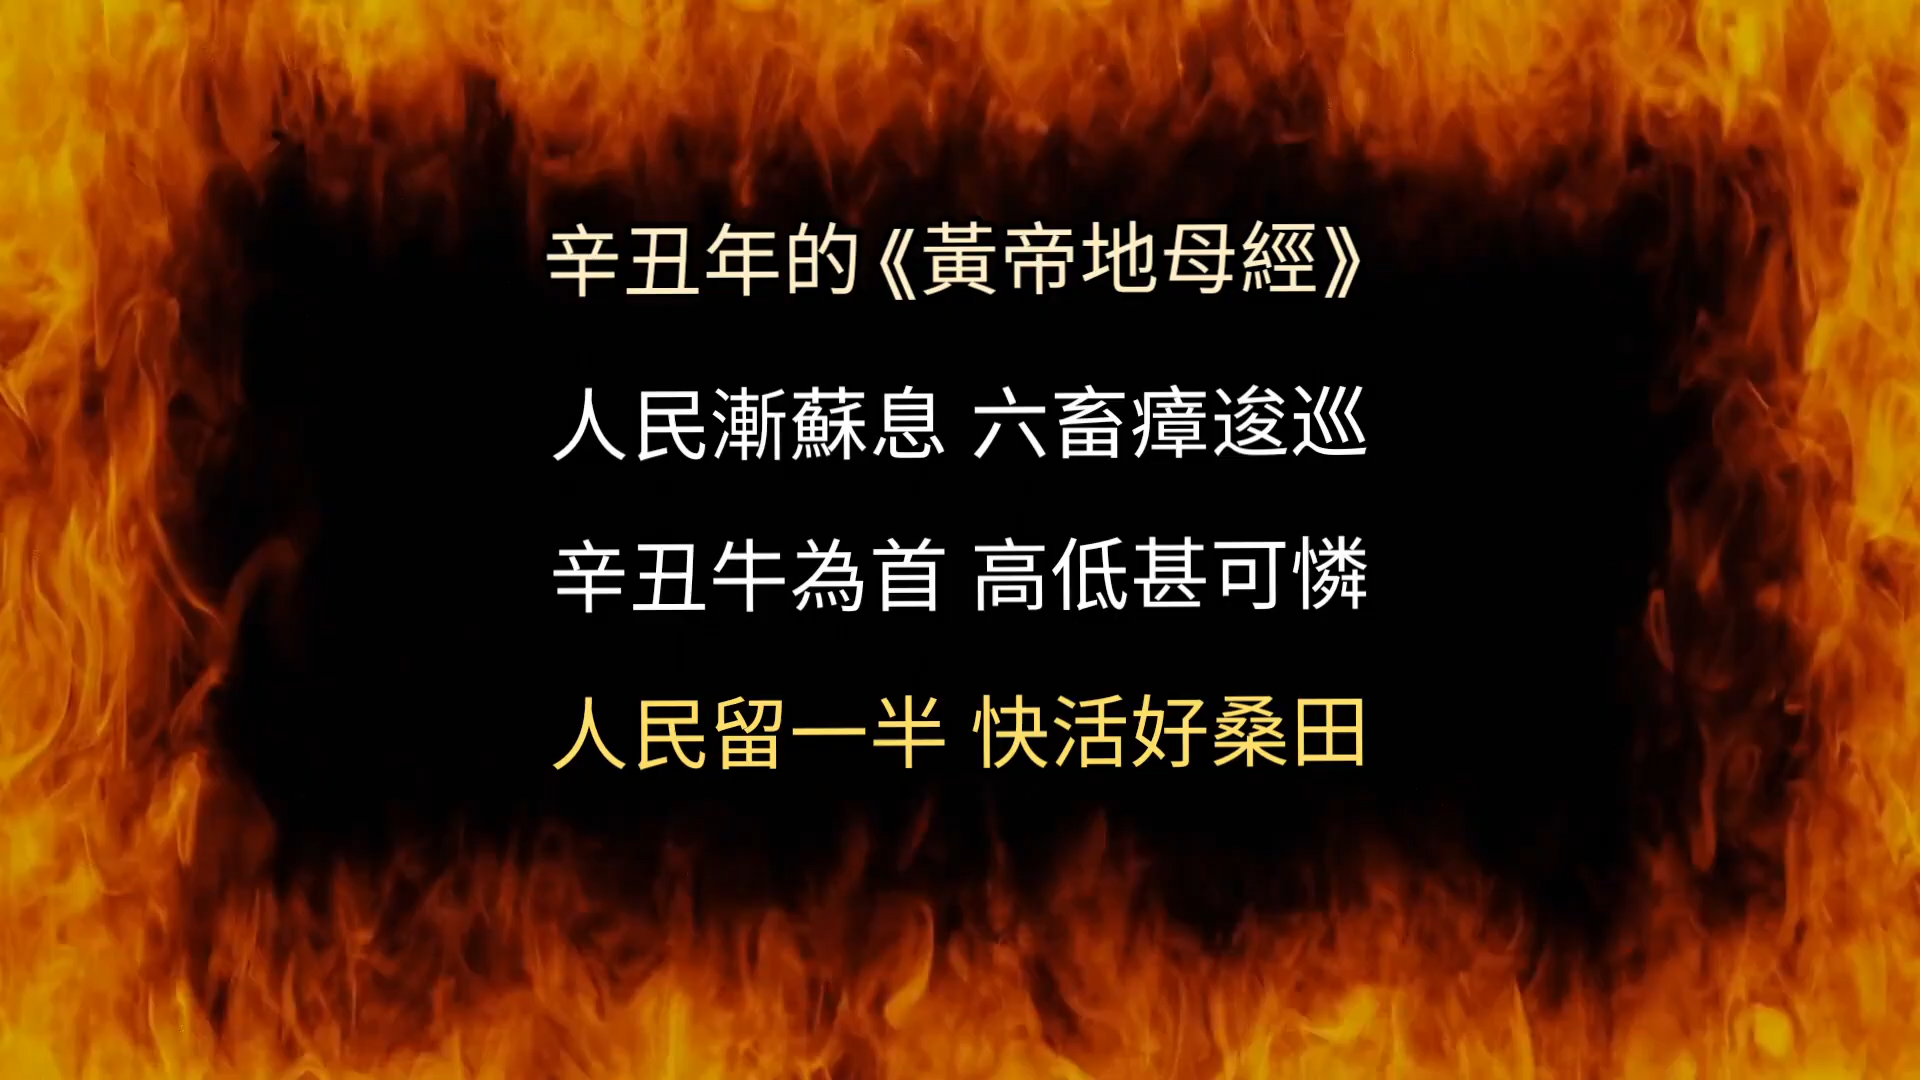 辛丑年的《黃帝地母經》
人民漸蘇息 六畜瘴逡巡
辛丑牛為首 高低甚可憐
人民留一半 快活好桑田